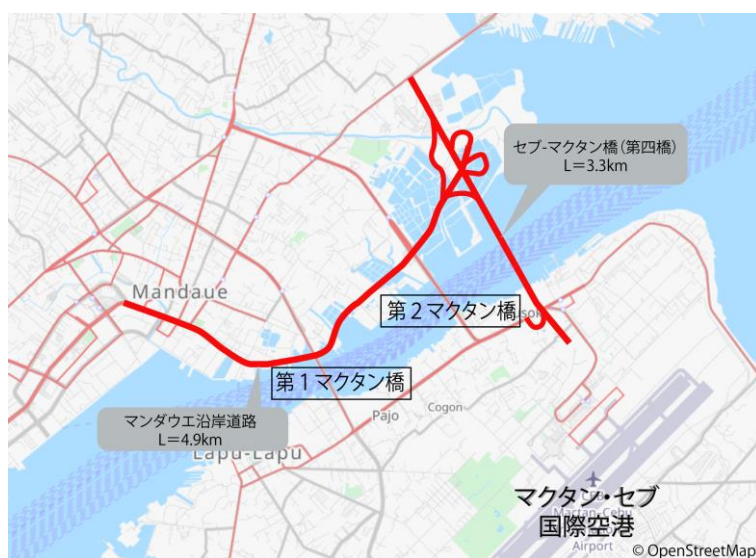 セブ-マクタン橋(第四橋)
L=3.3km
Mandaue
第2マクタン橋
第1マクタン橋
マンダウエ沿岸道路
L=4.9km
Pajo
Cogon
Lapu-Lapu
マクタン・セブ
国際空港
Mactan-Cebu
Airport
© OpenStreetMap